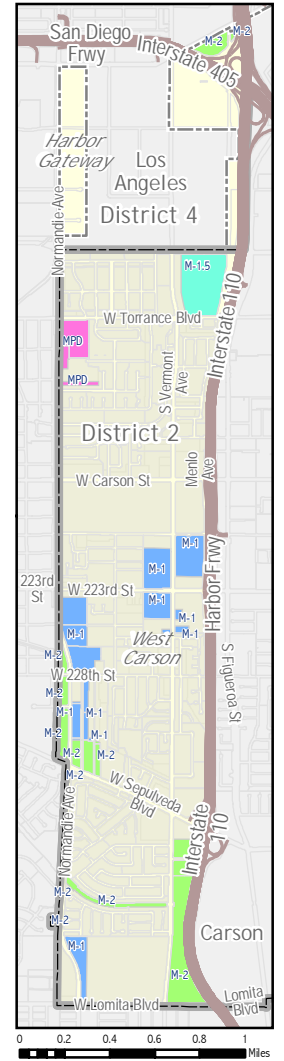 San Diego
Frwy
Interstate 405
M-2
M-2
Harbor
Gateway
Los
Angeles
District 4
Normandie Ave
M-1.5
Interstate 110
W Torrance Blvd
MPD
MPD
S Vermont
Ave
District 2
Menlo
Ave
W Carson St
M-1
M-1
Harbor Frwy
223rd
St
W 223rd St
M-1
M-1
M-1
M-1
West
Carson
S Figueroa St
M-2
W 228th St
M-2
M-1
M-1
M-2
M-1
M-2
M-2
M-2
W Sepulveda
Blvd
Normandie Ave
Interstate
110
M-2
M-2
M-2
Carson
M-1
M-2
W Lomita Blvd
Lomita
Blvd
0 0.2 0.4 0.6 0.8 1
Miles